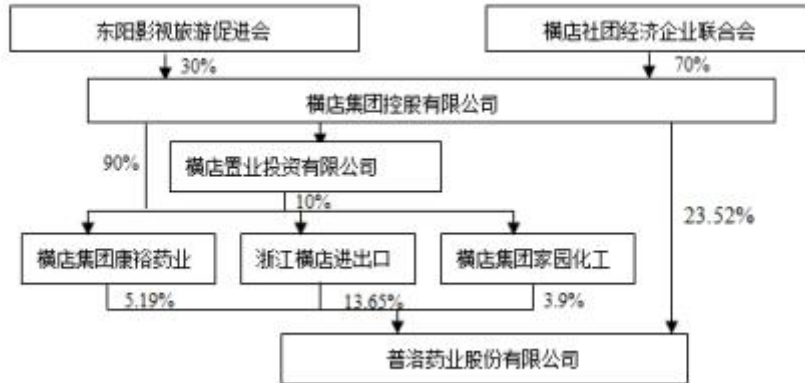 东阳影视旅游促进会
横店社团经济企业联合会
30%
70%
横店集团控股有限公司
90%
横店置业投资有限公司
10%
23.52%
横店集团康裕药业
浙江横店进出口
横店集团家园化工
5.19%
13.65%
3.9%
普洛药业股份有限公司